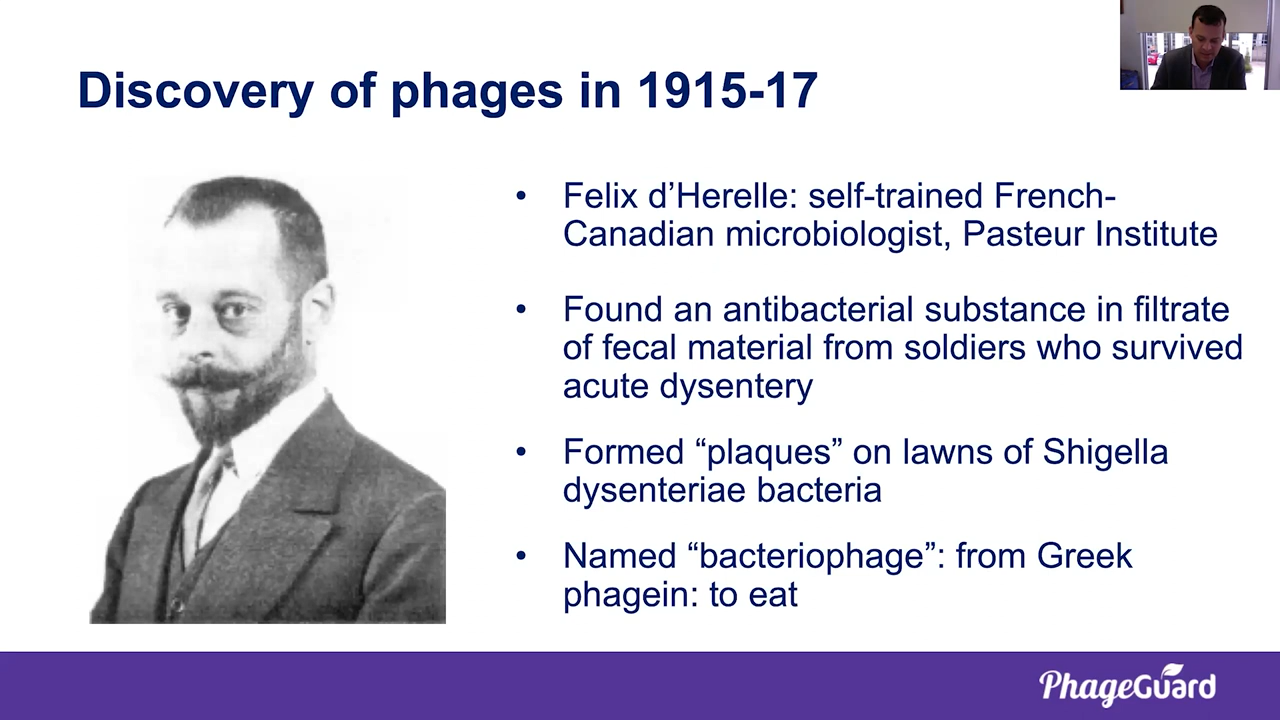 Discovery of phages in 1915-17
• Felix d’Herelle: self-trained French-
Canadian microbiologist, Pasteur Institute
• Found an antibacterial substance in filtrate
of fecal material from soldiers who survived
acute dysentery
• Formed “plaques” on lawns of Shigella
dysenteriae bacteria
• Named “bacteriophage”: from Greek
phagein: to eat
PhageGuard